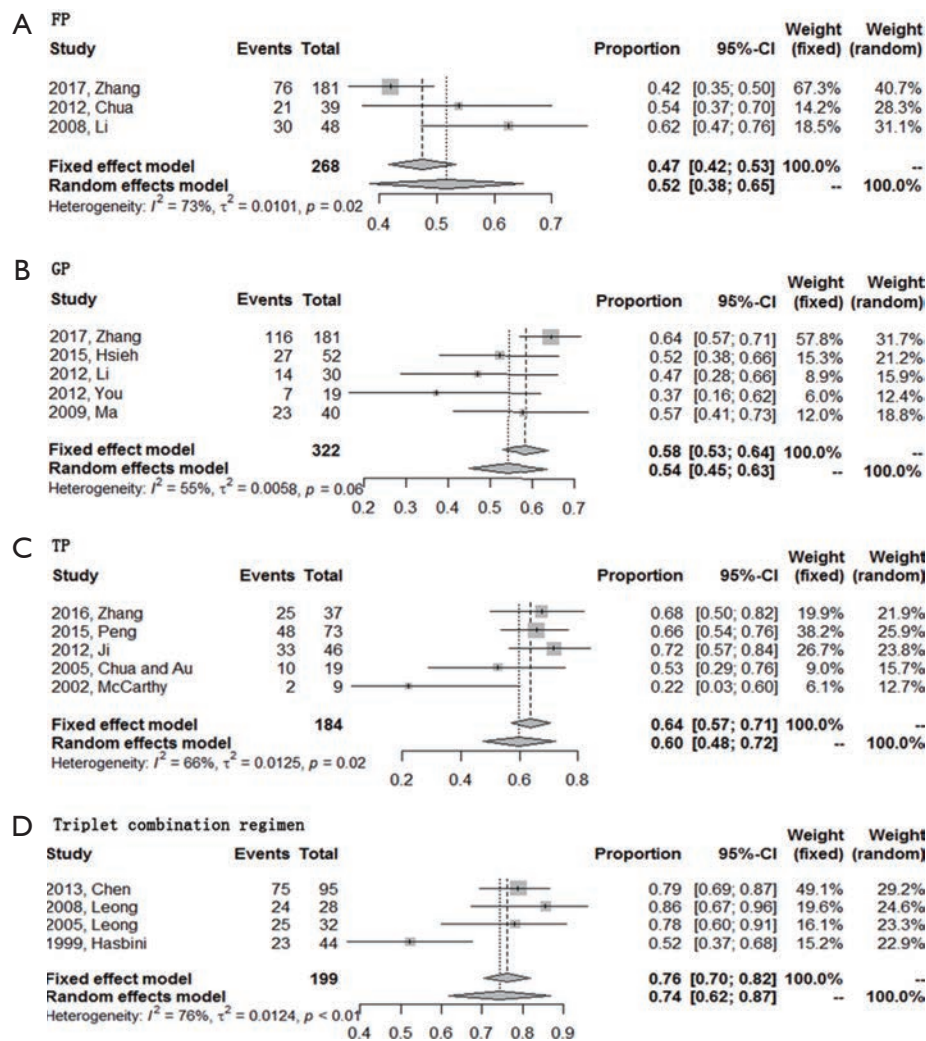 A FP
Study Events Total Proportion 95%-CI Weight (fixed) Weight (random)
2017, Zhang 76 181 0.42 [0.35; 0.50] 67.3% 40.7%
2012, Chua 21 39 0.54 [0.37; 0.70] 14.2% 28.3%
2008, Li 30 48 0.62 [0.47; 0.76] 18.5% 31.1%
Fixed effect model 268 0.47 [0.42; 0.53] 100.0% --
Random effects model 0.52 [0.38; 0.65] -- 100.0%
Heterogeneity: I² = 73%, τ² = 0.0101, p = 0.02
0.4 0.5 0.6 0.7
B GP
Study Events Total Proportion 95%-CI Weight (fixed) Weight (random)
2017, Zhang 116 181 0.64 [0.57; 0.71] 57.8% 31.7%
2015, Hsieh 27 52 0.52 [0.38; 0.66] 15.3% 21.2%
2012, Li 14 30 0.47 [0.28; 0.66] 8.9% 15.9%
2012, You 7 19 0.37 [0.16; 0.62] 6.0% 12.4%
2009, Ma 23 40 0.57 [0.41; 0.73] 12.0% 18.8%
Fixed effect model 322 0.58 [0.53; 0.64] 100.0% --
Random effects model 0.54 [0.45; 0.63] -- 100.0%
Heterogeneity: I² = 55%, τ² = 0.0058, p = 0.06
0.2 0.3 0.4 0.5 0.6 0.7
C TP
Study Events Total Proportion 95%-CI Weight (fixed) Weight (random)
2016, Zhang 25 37 0.68 [0.50; 0.82] 19.9% 21.9%
2015, Peng 48 73 0.66 [0.54; 0.76] 38.2% 25.9%
2012, Ji 33 46 0.72 [0.57; 0.84] 26.7% 23.8%
2005, Chua and Au 10 19 0.53 [0.29; 0.76] 9.0% 15.7%
2002, McCarthy 2 9 0.22 [0.03; 0.60] 6.1% 12.7%
Fixed effect model 184 0.64 [0.57; 0.71] 100.0% --
Random effects model 0.60 [0.48; 0.72] -- 100.0%
Heterogeneity: I² = 66%, τ² = 0.0125, p = 0.02
0.2 0.4 0.6 0.8
D Triplet combination regimen
Study Events Total Proportion 95%-CI Weight (fixed) Weight (random)
2013, Chen 75 95 0.79 [0.69; 0.87] 49.1% 29.2%
2008, Leong 24 28 0.86 [0.67; 0.96] 19.6% 24.6%
2005, Leong 25 32 0.78 [0.60; 0.91] 16.1% 23.3%
1999, Hasbini 23 44 0.52 [0.37; 0.68] 15.2% 22.9%
Fixed effect model 199 0.76 [0.70; 0.82] 100.0% --
Random effects model 0.74 [0.62; 0.87] -- 100.0%
Heterogeneity: I² = 76%, τ² = 0.0124, p < 0.01
0.4 0.5 0.6 0.7 0.8 0.9